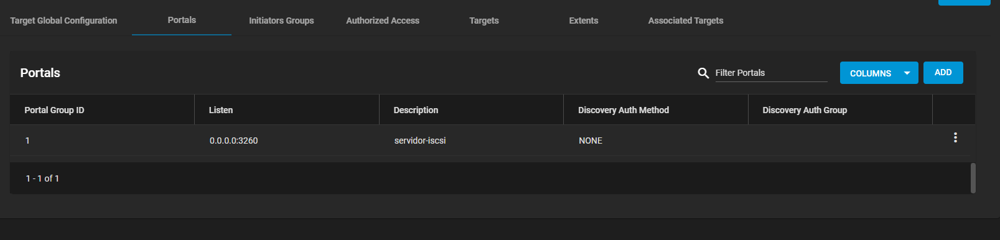 Target Global Configuration Portals Initiators Groups Authorized Access Targets Extents Associated Targets
Portals Filter Portals COLUMNS ADD
Portal Group ID Listen Description Discovery Auth Method Discovery Auth Group
1 0.0.0.0:3260 servidor-iscsi NONE
1 - 1 of 1